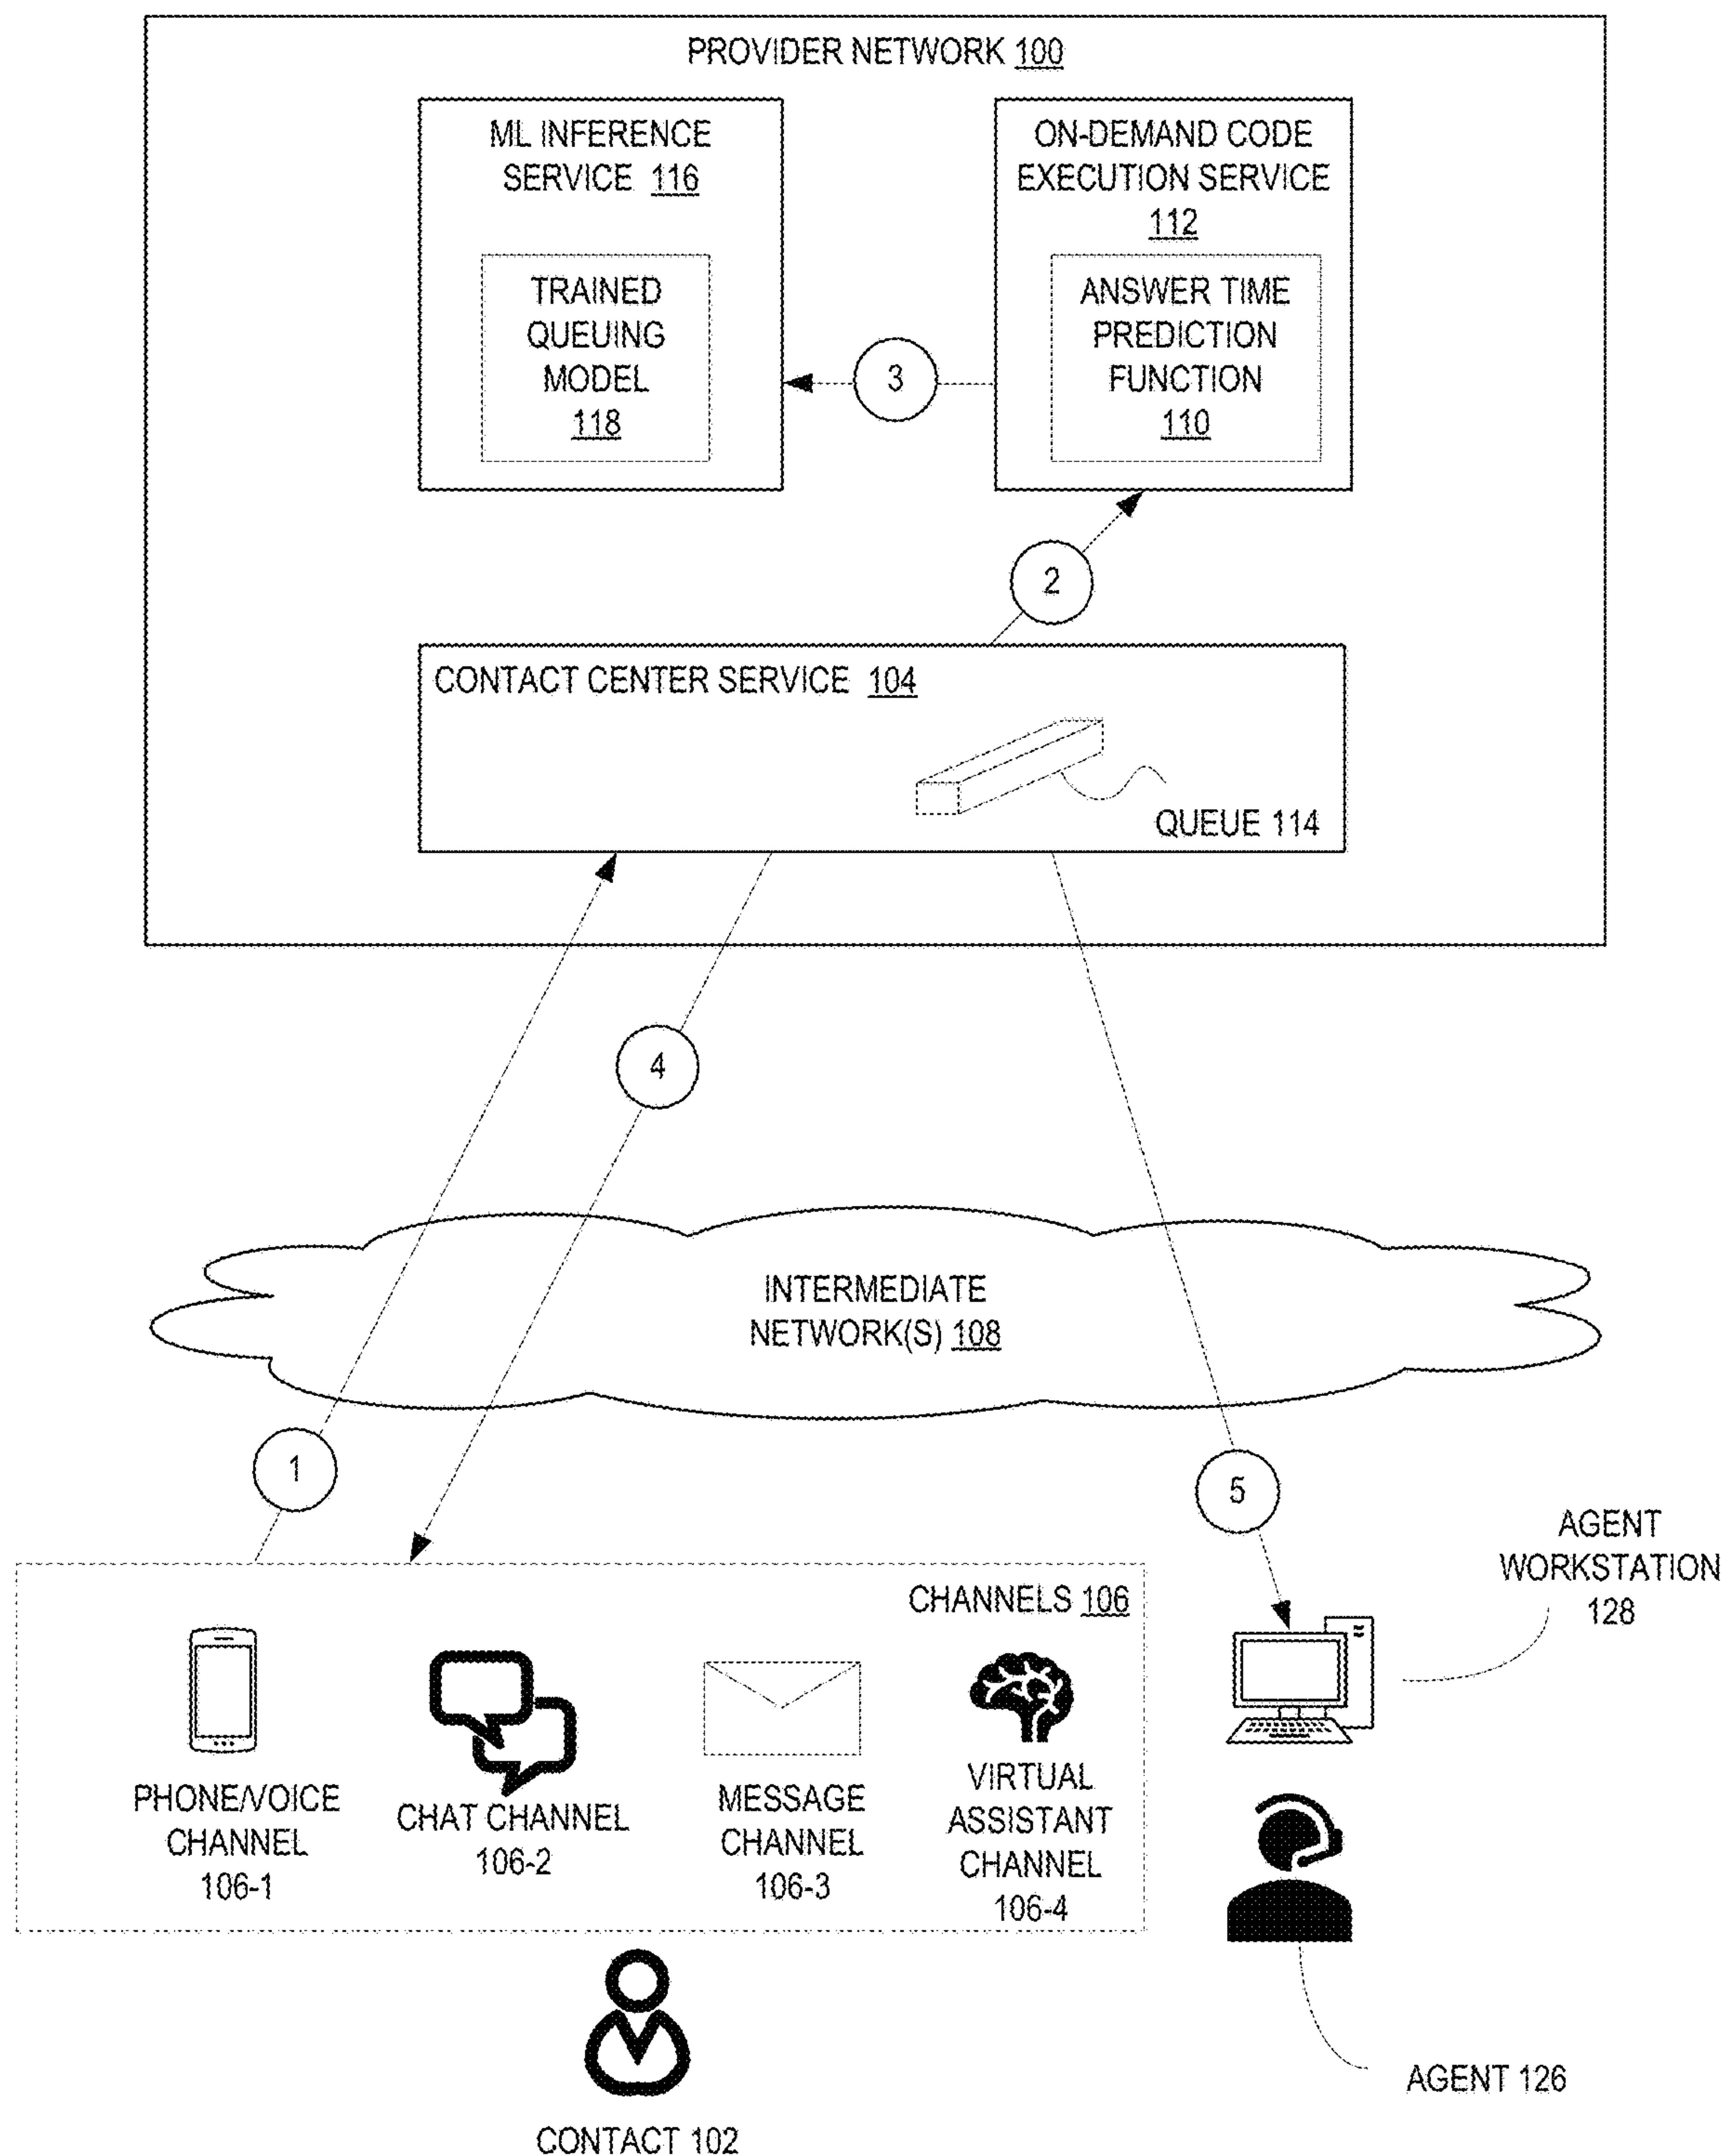 PROVIDER NETWORK 100
ML INFERENCE
SERVICE 116
TRAINED
QUEUING
MODEL
118
ON-DEMAND CODE
EXECUTION SERVICE
112
ANSWER TIME
PREDICTION
FUNCTION
110
3
2
CONTACT CENTER SERVICE 104
QUEUE 114
4
INTERMEDIATE
NETWORK(S) 108
1
5
AGENT
WORKSTATION
128
CHANNELS 106
PHONE/VOICE
CHANNEL
106-1
CHAT CHANNEL
106-2
MESSAGE
CHANNEL
106-3
VIRTUAL
ASSISTANT
CHANNEL
106-4
AGENT 126
CONTACT 102